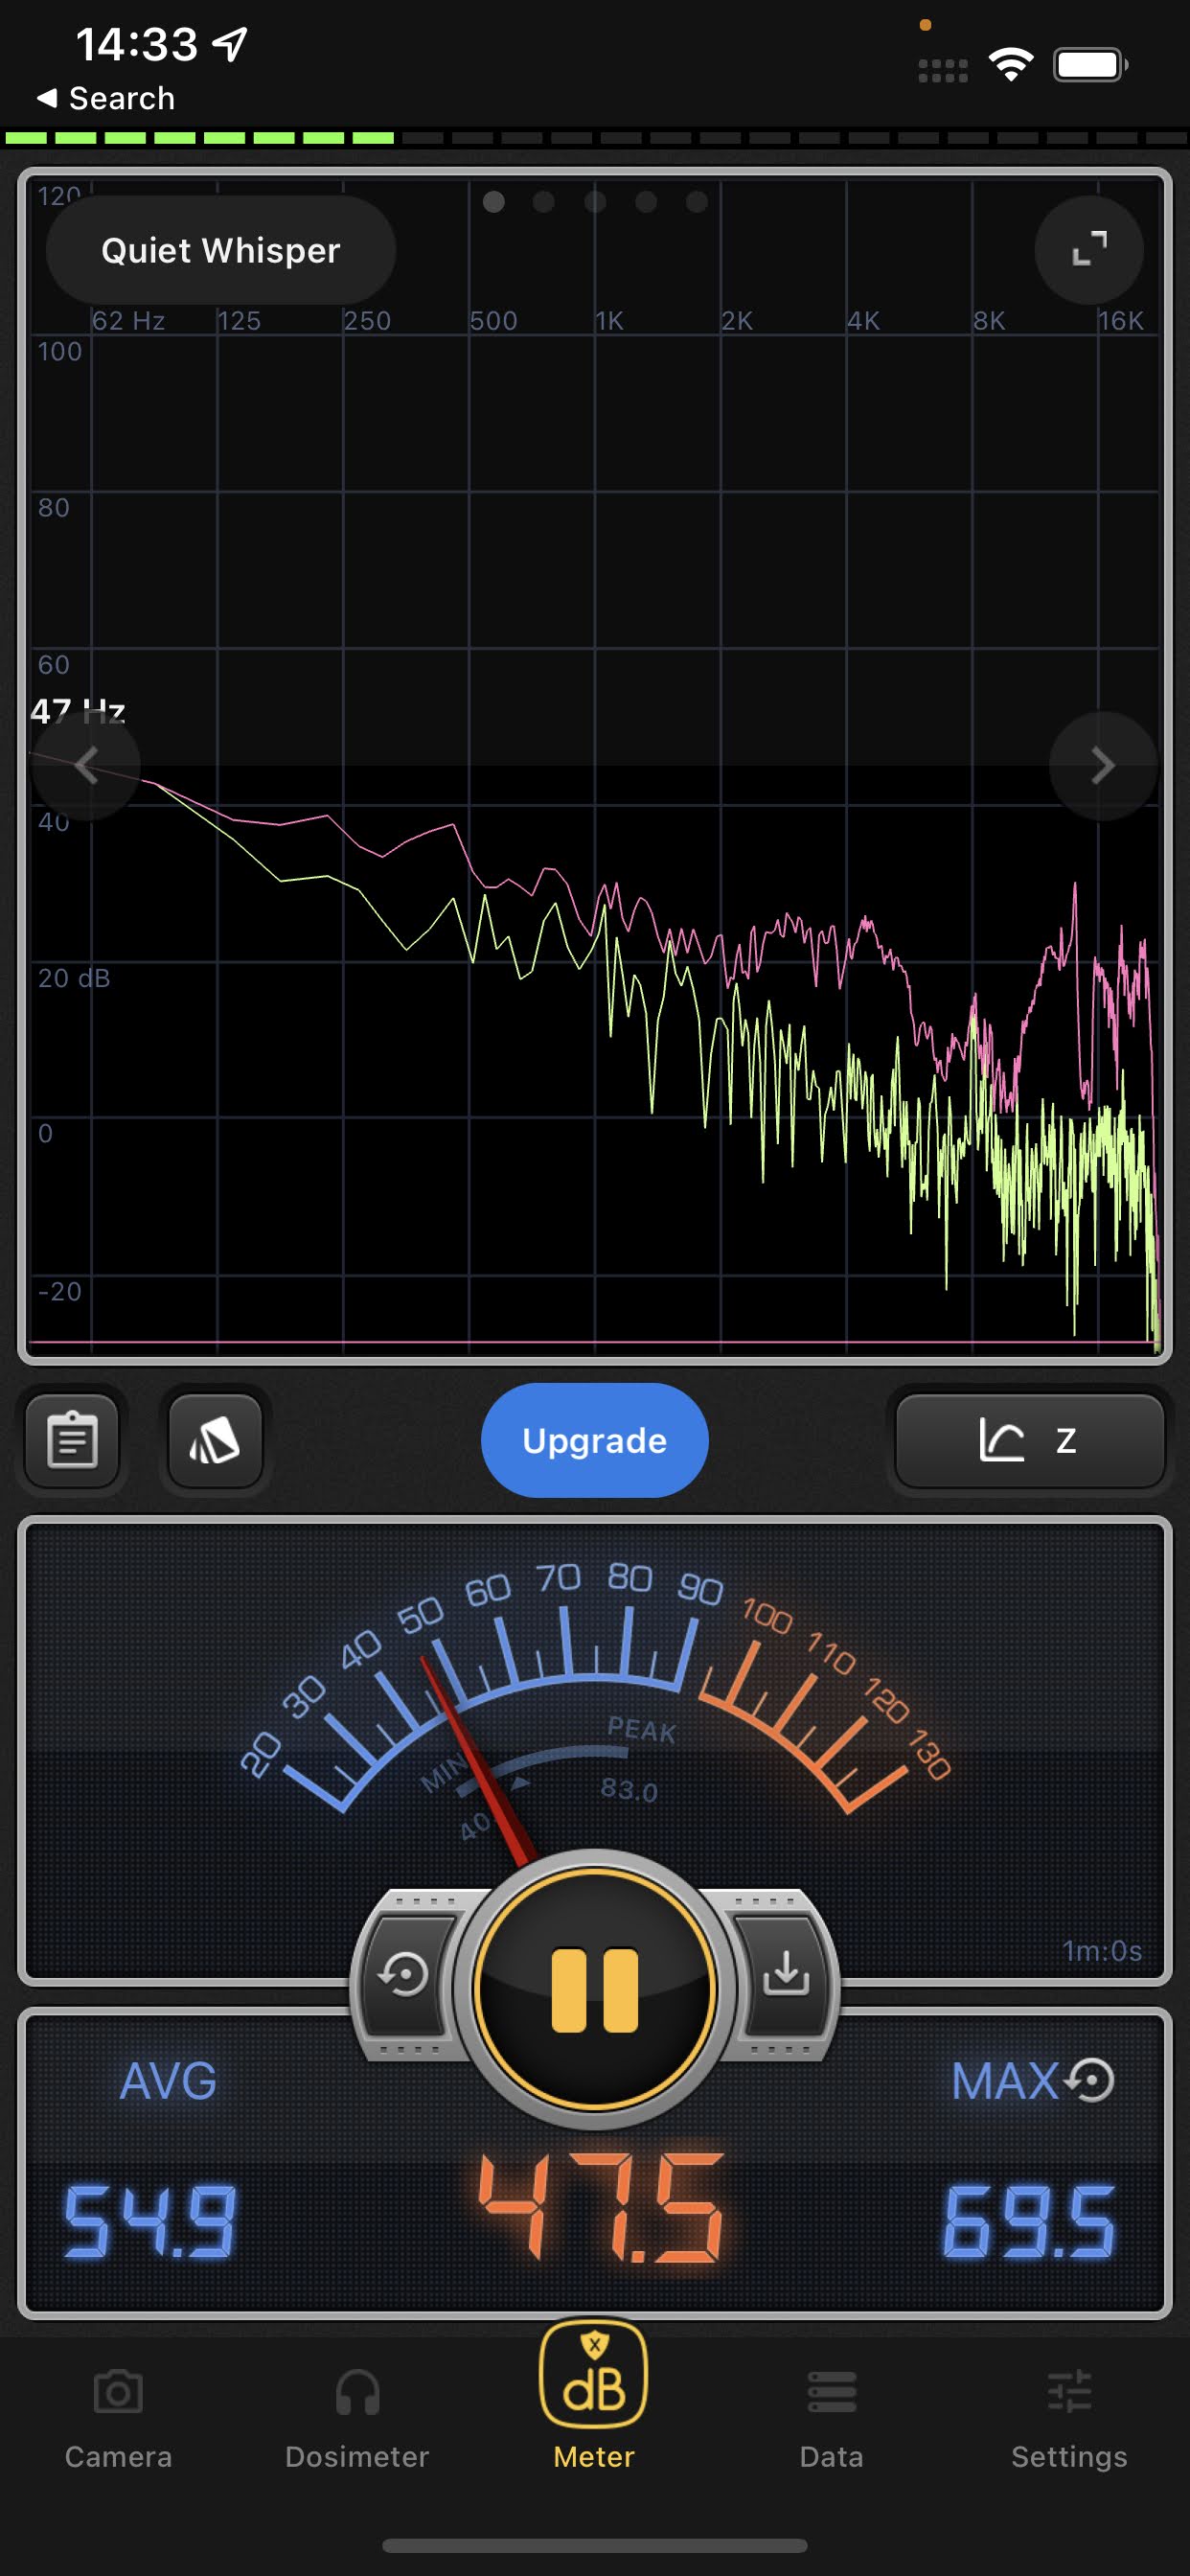 14:33
Search
120
Quiet Whisper
62 Hz 125 250 500 1K 2K 4K 8K 16K
100
80
60
47 Hz
40
20 dB
0
-20
Upgrade
Z
20 30 40 50 60 70 80 90 100 110 120 130
MIN PEAK
40 83.0
1m:0s
AVG MAX
54.9 47.5 69.5
X
dB
Camera Dosimeter Meter Data Settings